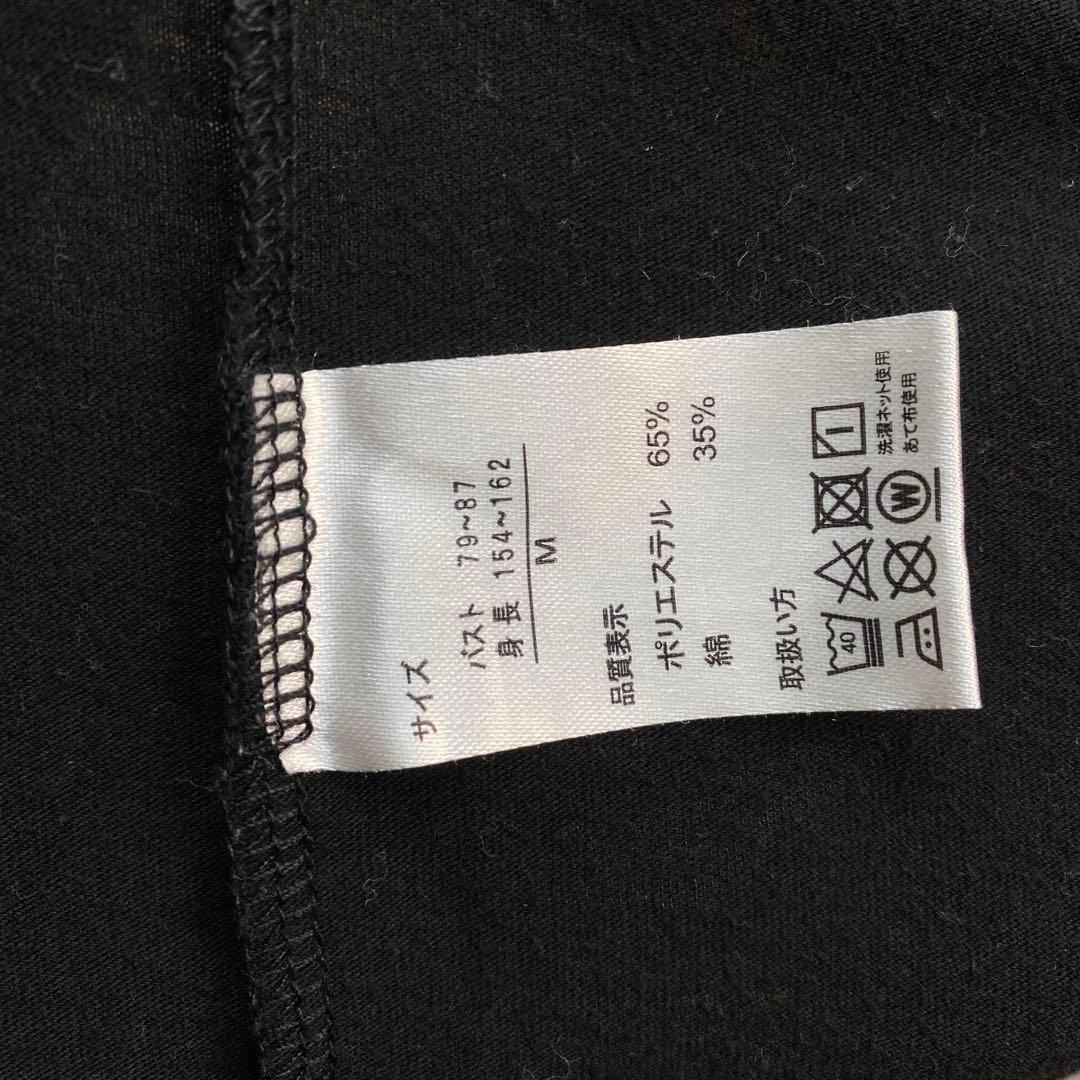 サイズ
バスト 79~87
身長 154~162
M
品質表示
ポリエステル 65%
綿 35%
取扱い方
40
W
洗濯ネット使用
あて布使用